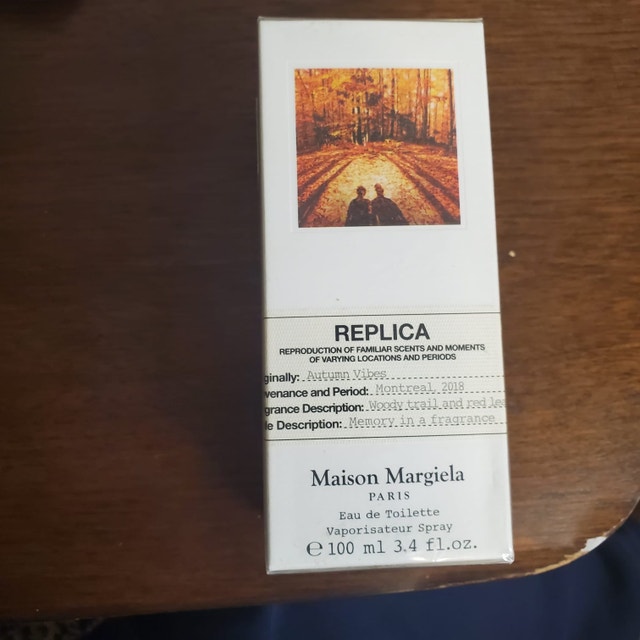 REPLICA
REPRODUCTION OF FAMILIAR SCENTS AND MOMENTS
OF VARYING LOCATIONS AND PERIODS
ginally: Autumn Vibes
venance and Period: Montreal, 2018
grance Description: Woody trail and red lea
le Description: Memory in a fragrance
Maison Margiela
PARIS
Eau de Toilette
Vaporisateur Spray
℮ 100 ml 3.4 fl.oz.